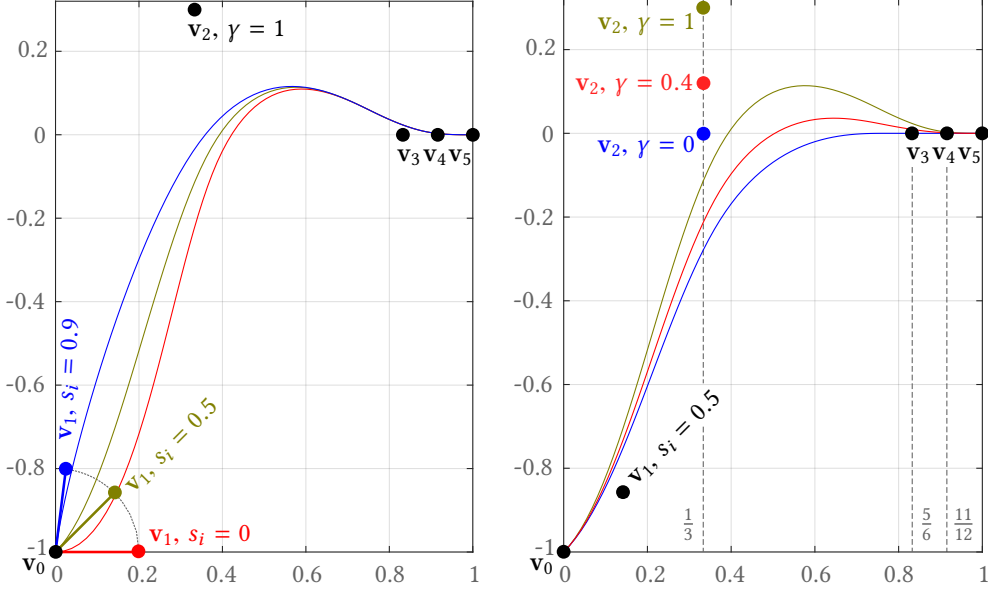 v₂, γ = 1
0.2
0
v₃ v₄ v₅
-0.2
-0.4
-0.6
-0.8
-1
v₁, sᵢ = 0.9
v₁, sᵢ = 0.5
v₁, sᵢ = 0
v₀
0 0.2 0.4 0.6 0.8 1
v₂, γ = 1
0.2
v₂, γ = 0.4
0
v₂, γ = 0
v₃ v₄ v₅
-0.2
-0.4
-0.6
-0.8
-1
v₁, sᵢ = 0.5
1/3 5/6 11/12
v₀
0 0.2 0.4 0.6 0.8 1